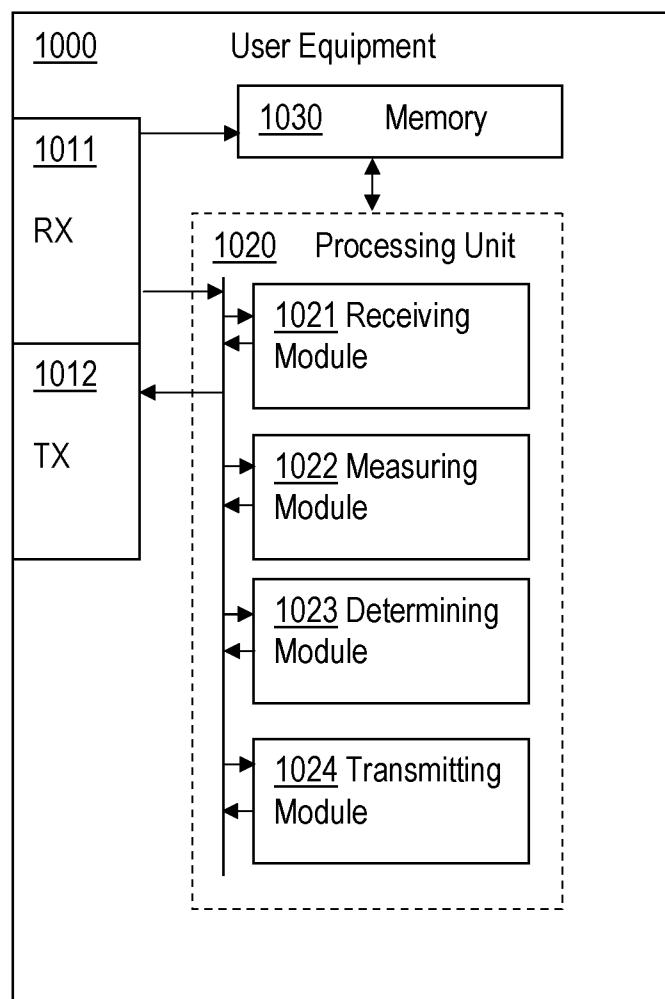 1000 User Equipment
1030 Memory
1011
RX
1020 Processing Unit
1021 Receiving
Module
1012
TX
1022 Measuring
Module
1023 Determining
Module
1024 Transmitting
Module